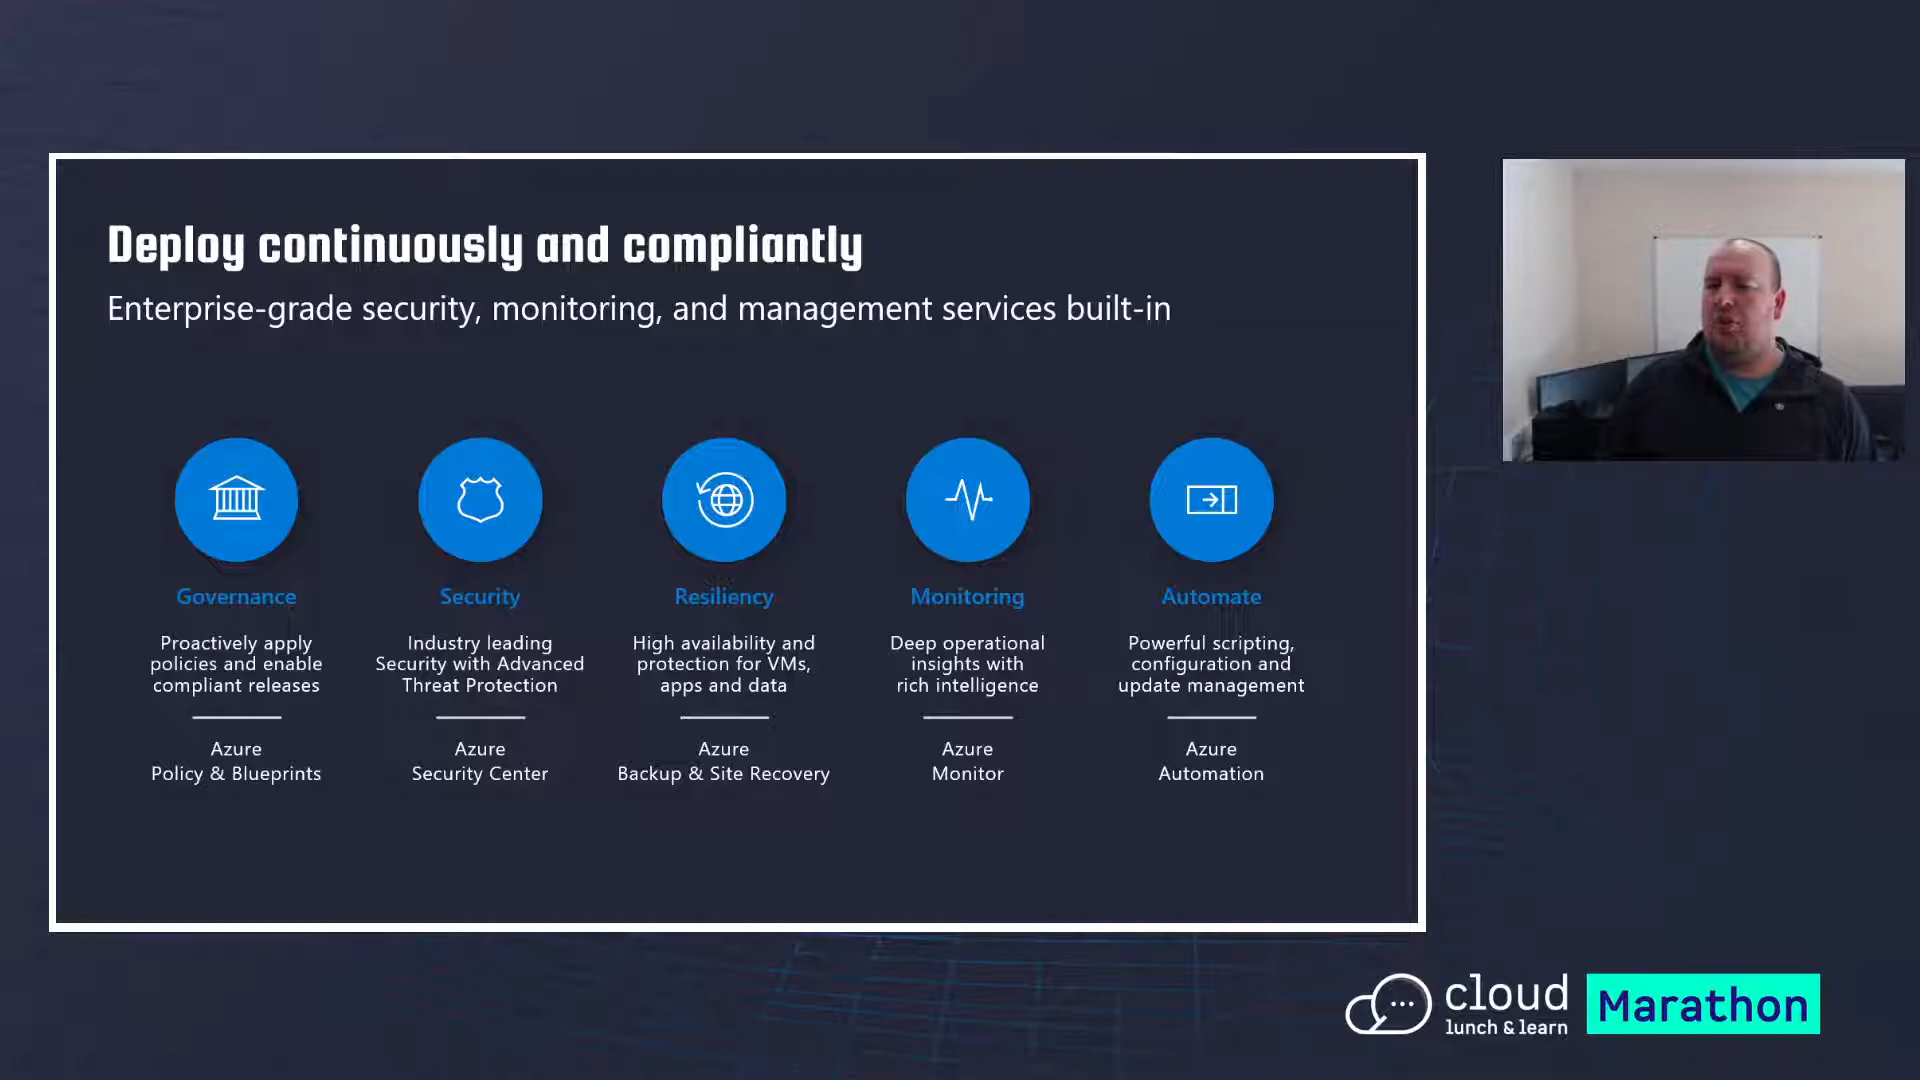 Deploy continuously and compliantly
Enterprise-grade security, monitoring, and management services built-in
Governance
Proactively apply
policies and enable
compliant releases
Azure
Policy & Blueprints
Security
Industry leading
Security with Advanced
Threat Protection
Azure
Security Center
Resiliency
High availability and
protection for VMs,
apps and data
Azure
Backup & Site Recovery
Monitoring
Deep operational
insights with
rich intelligence
Azure
Monitor
Automate
Powerful scripting,
configuration and
update management
Azure
Automation
cloud
lunch & learn
Marathon